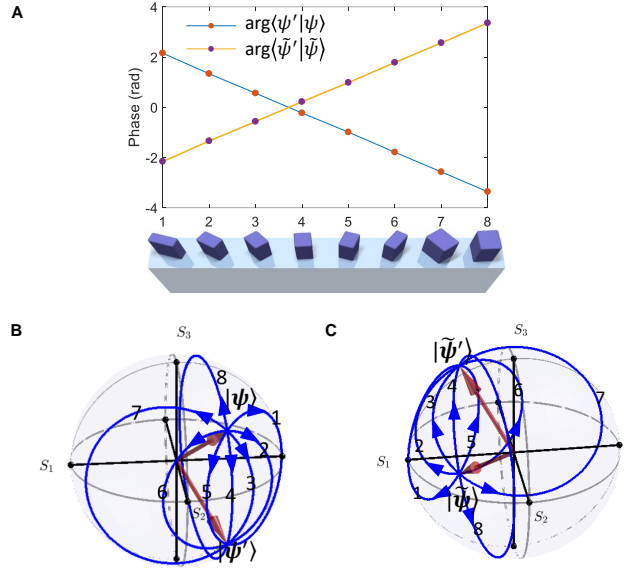 A
4
2
0
-2
-4
Phase (rad)
arg⟨ψ′|ψ⟩
arg⟨ψ̃′|ψ̃⟩
1 2 3 4 5 6 7 8
B
S₃
8
|ψ⟩
1
7
2
S₁
6 5 4 3
S₂
|ψ′⟩
C
S₃
|ψ̃′⟩
4 6 7
3
5
2
S₁
1
|ψ̃⟩
S₂
8